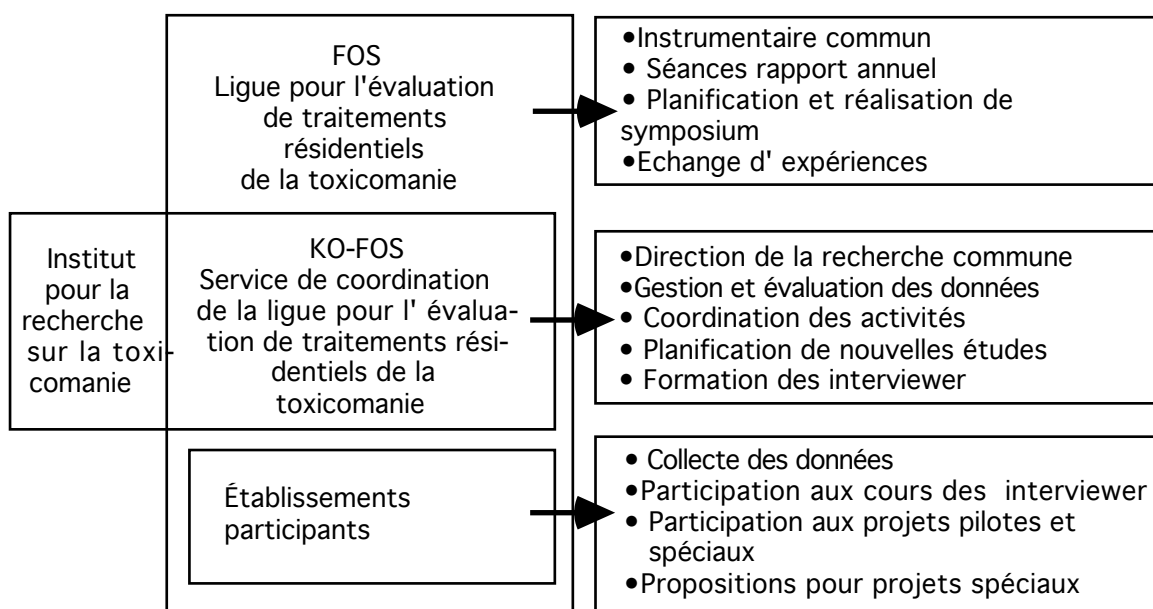 FOS
Ligue pour l'évaluation
de traitements
résidentiels
de la toxicomanie
•Instrumentaire commun
• Séances rapport annuel
• Planification et réalisation de
symposium
•Echange d' expériences
Institut
pour la
recherche
sur la toxi-
comanie
KO-FOS
Service de coordination
de la ligue pour l' évalua-
tion de traitements rési-
dentiels de la
toxicomanie
•Direction de la recherche commune
•Gestion et évaluation des données
• Coordination des activités
• Planification de nouvelles études
• Formation des interviewer
Établissements
participants
• Collecte des données
•Participation aux cours des interviewer
• Participation aux projets pilotes et
spéciaux
•Propositions pour projets spéciaux